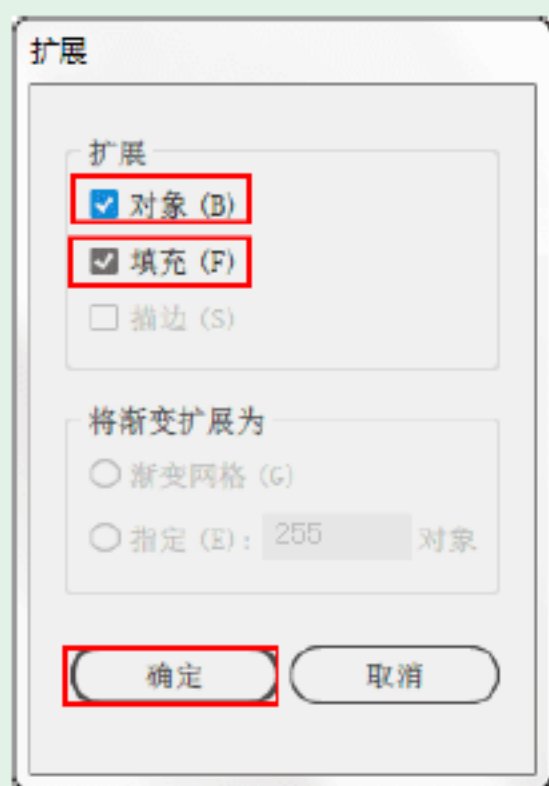 扩展
扩展
对象 (B)
填充 (F)
描边 (S)
将渐变扩展为
渐变网格 (G)
指定 (E): 255 对象
确定 取消